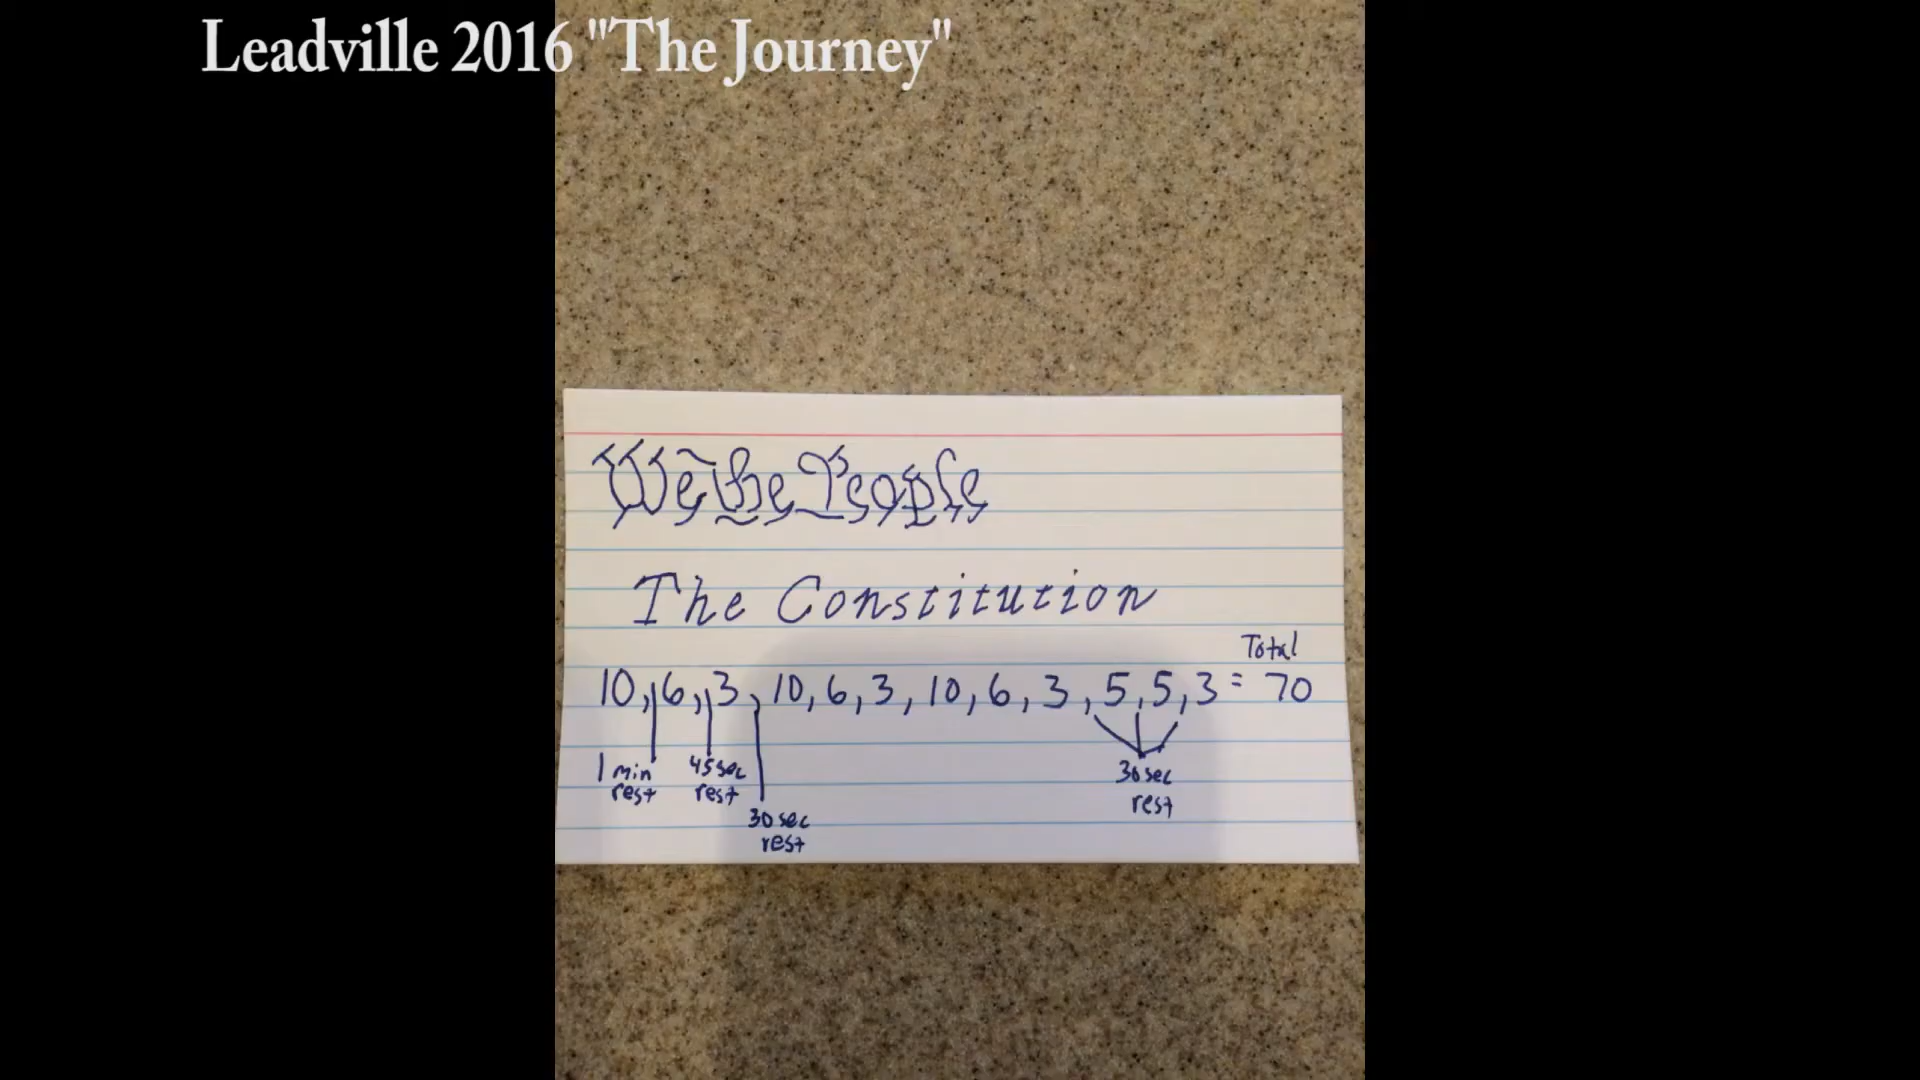 Leadville 2016 "The Journey"
We the People
The Constitution
Total
10, 6, 3, 10, 6, 3, 10, 6, 3, 5, 5, 3 = 70
1 min rest
45 sec rest
30 sec rest
30 sec rest